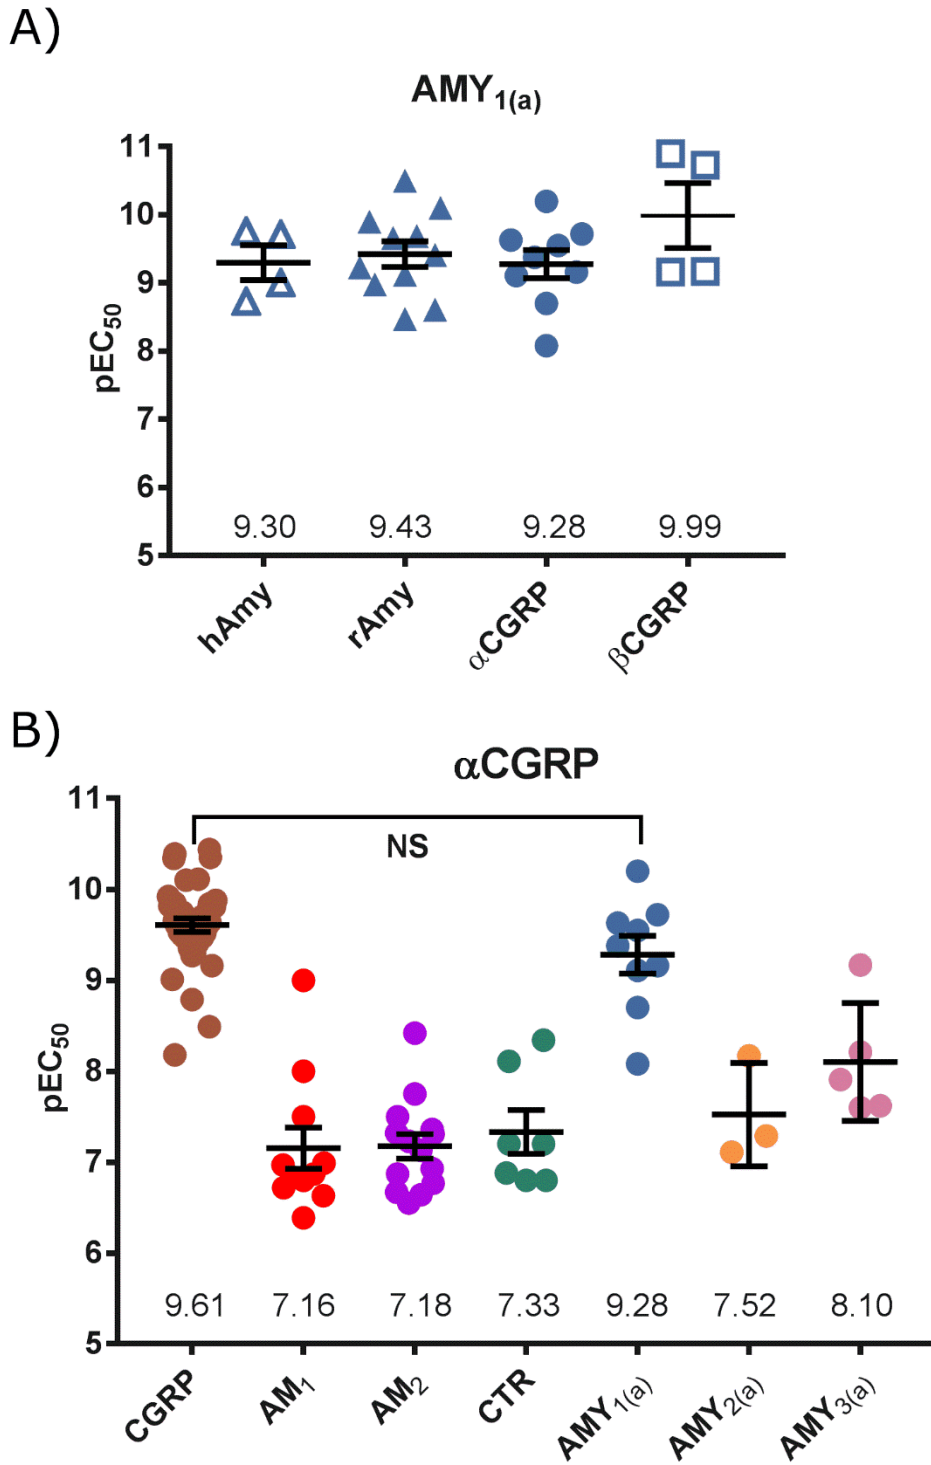 A)
AMY1(a)
pEC50
11
10
9
8
7
6
5
9.30 9.43 9.28 9.99
hAmy rAmy αCGRP βCGRP
B)
αCGRP
pEC50
11
10
9
8
7
6
5
NS
9.61 7.16 7.18 7.33 9.28 7.52 8.10
CGRP AM1 AM2 CTR AMY1(a) AMY2(a) AMY3(a)